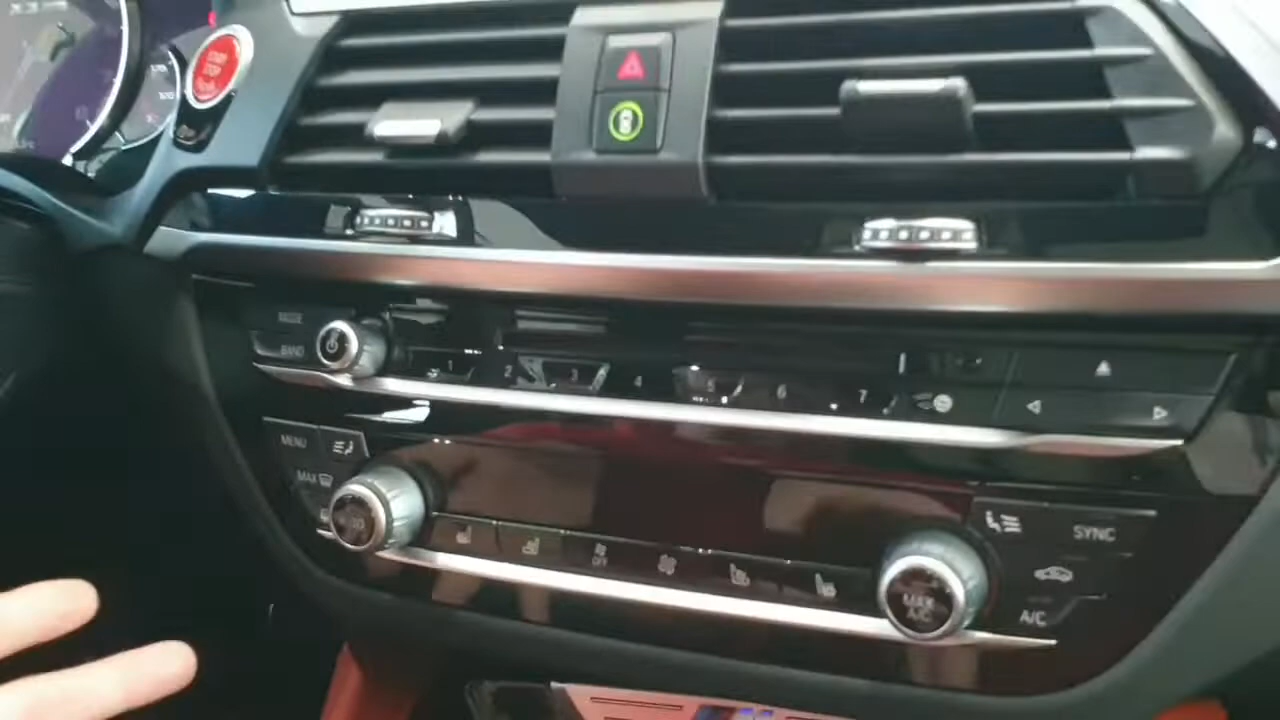 START
STOP
MODE
BAND
1 2 3 4 5 6 7
MENU
MAX
OFF
SYNC
MAX
A/C
A/C